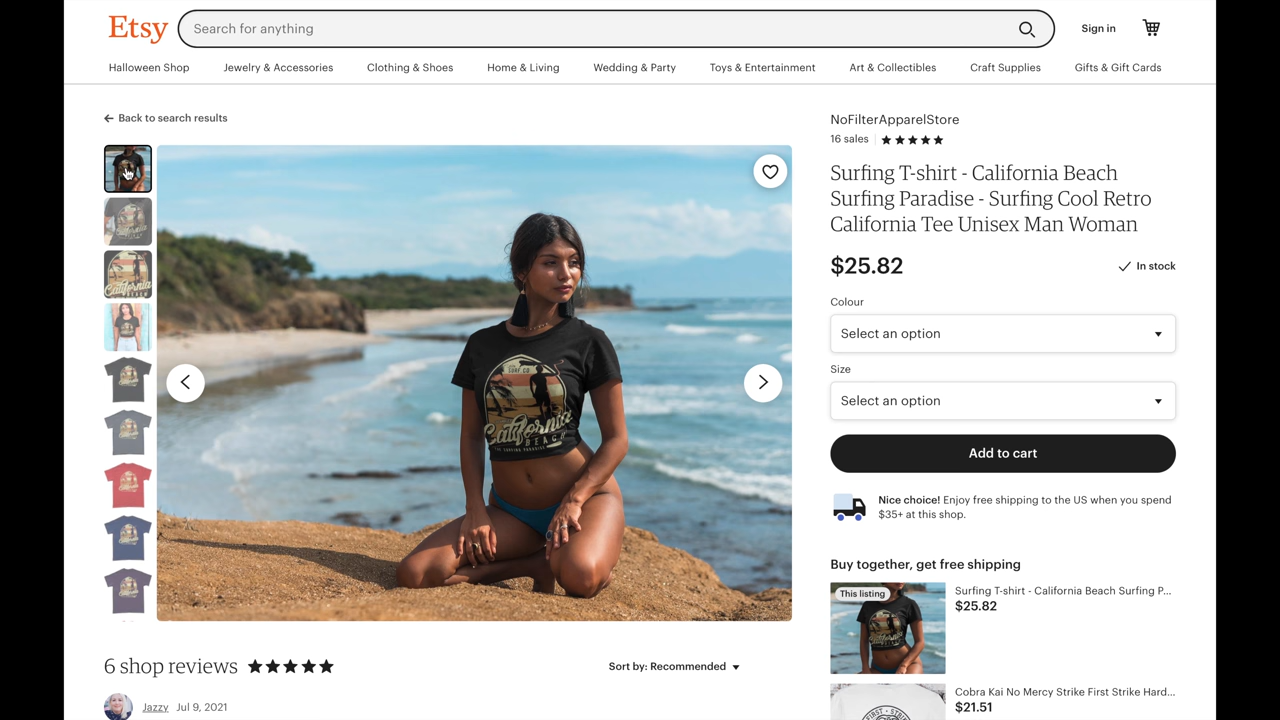 Etsy
Search for anything
Sign in
Halloween Shop
Jewelry & Accessories
Clothing & Shoes
Home & Living
Wedding & Party
Toys & Entertainment
Art & Collectibles
Craft Supplies
Gifts & Gift Cards
Back to search results
SURF CO
California
BEACH
THE SURFING PARADISE
NoFilterApparelStore
16 sales
Surfing T-shirt - California Beach
Surfing Paradise - Surfing Cool Retro
California Tee Unisex Man Woman
$25.82
In stock
Colour
Select an option
Size
Select an option
Add to cart
Nice choice! Enjoy free shipping to the US when you spend
$35+ at this shop.
Buy together, get free shipping
This listing
Surfing T-shirt - California Beach Surfing P...
$25.82
Cobra Kai No Mercy Strike First Strike Hard...
$21.51
6 shop reviews
Sort by: Recommended
Jazzy Jul 9, 2021